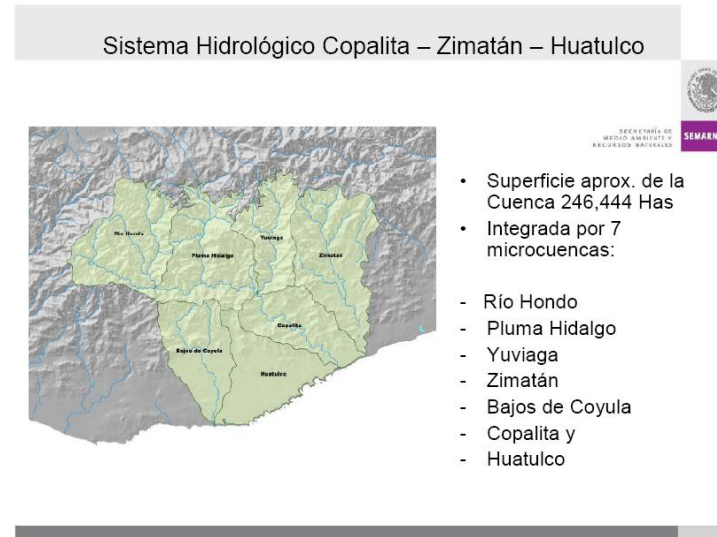 Sistema Hidrológico Copalita – Zimatán – Huatulco
SECRETARÍA DE
MEDIO AMBIENTE Y
RECURSOS NATURALES
SEMARN
• Superficie aprox. de la
Cuenca 246,444 Has
• Integrada por 7
microcuencas:
- Río Hondo
- Pluma Hidalgo
- Yuviaga
- Zimatán
- Bajos de Coyula
- Copalita y
- Huatulco
Río Hondo
Pluma Hidalgo
Yuviaga
Zimatan
Copalita
Bajos de Coyula
Huatulco